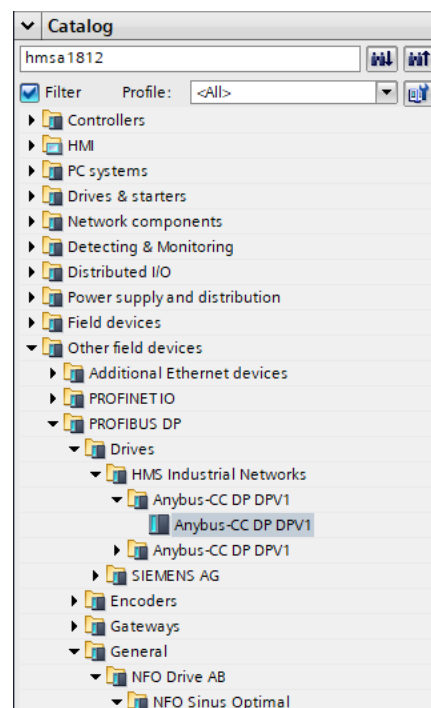 Catalog
hmsa1812
Filter Profile: <All>
Controllers
HMI
PC systems
Drives & starters
Network components
Detecting & Monitoring
Distributed I/O
Power supply and distribution
Field devices
Other field devices
Additional Ethernet devices
PROFINET IO
PROFIBUS DP
Drives
HMS Industrial Networks
Anybus-CC DP DPV1
Anybus-CC DP DPV1
Anybus-CC DP DPV1
SIEMENS AG
Encoders
Gateways
General
NFO Drive AB
NFO Sinus Optimal